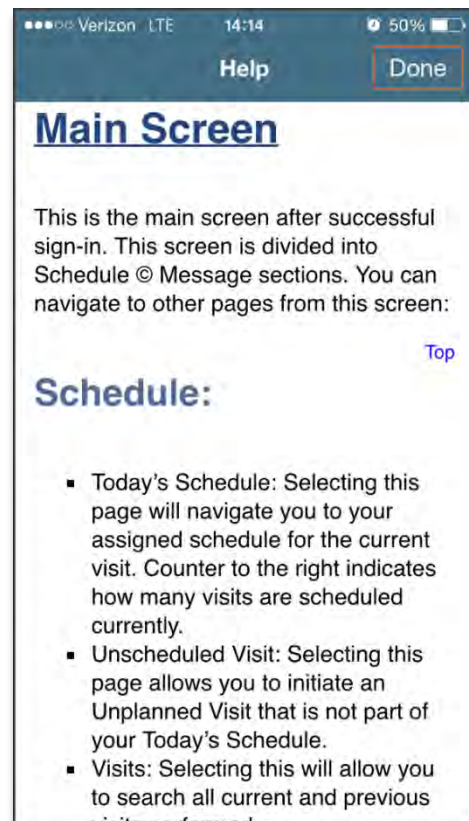 Verizon LTE 14:14 50%
Help Done
Main Screen
This is the main screen after successful
sign-in. This screen is divided into
Schedule © Message sections. You can
navigate to other pages from this screen:
Top
Schedule:
▪ Today's Schedule: Selecting this
page will navigate you to your
assigned schedule for the current
visit. Counter to the right indicates
how many visits are scheduled
currently.
▪ Unscheduled Visit: Selecting this
page allows you to initiate an
Unplanned Visit that is not part of
your Today's Schedule.
▪ Visits: Selecting this will allow you
to search all current and previous